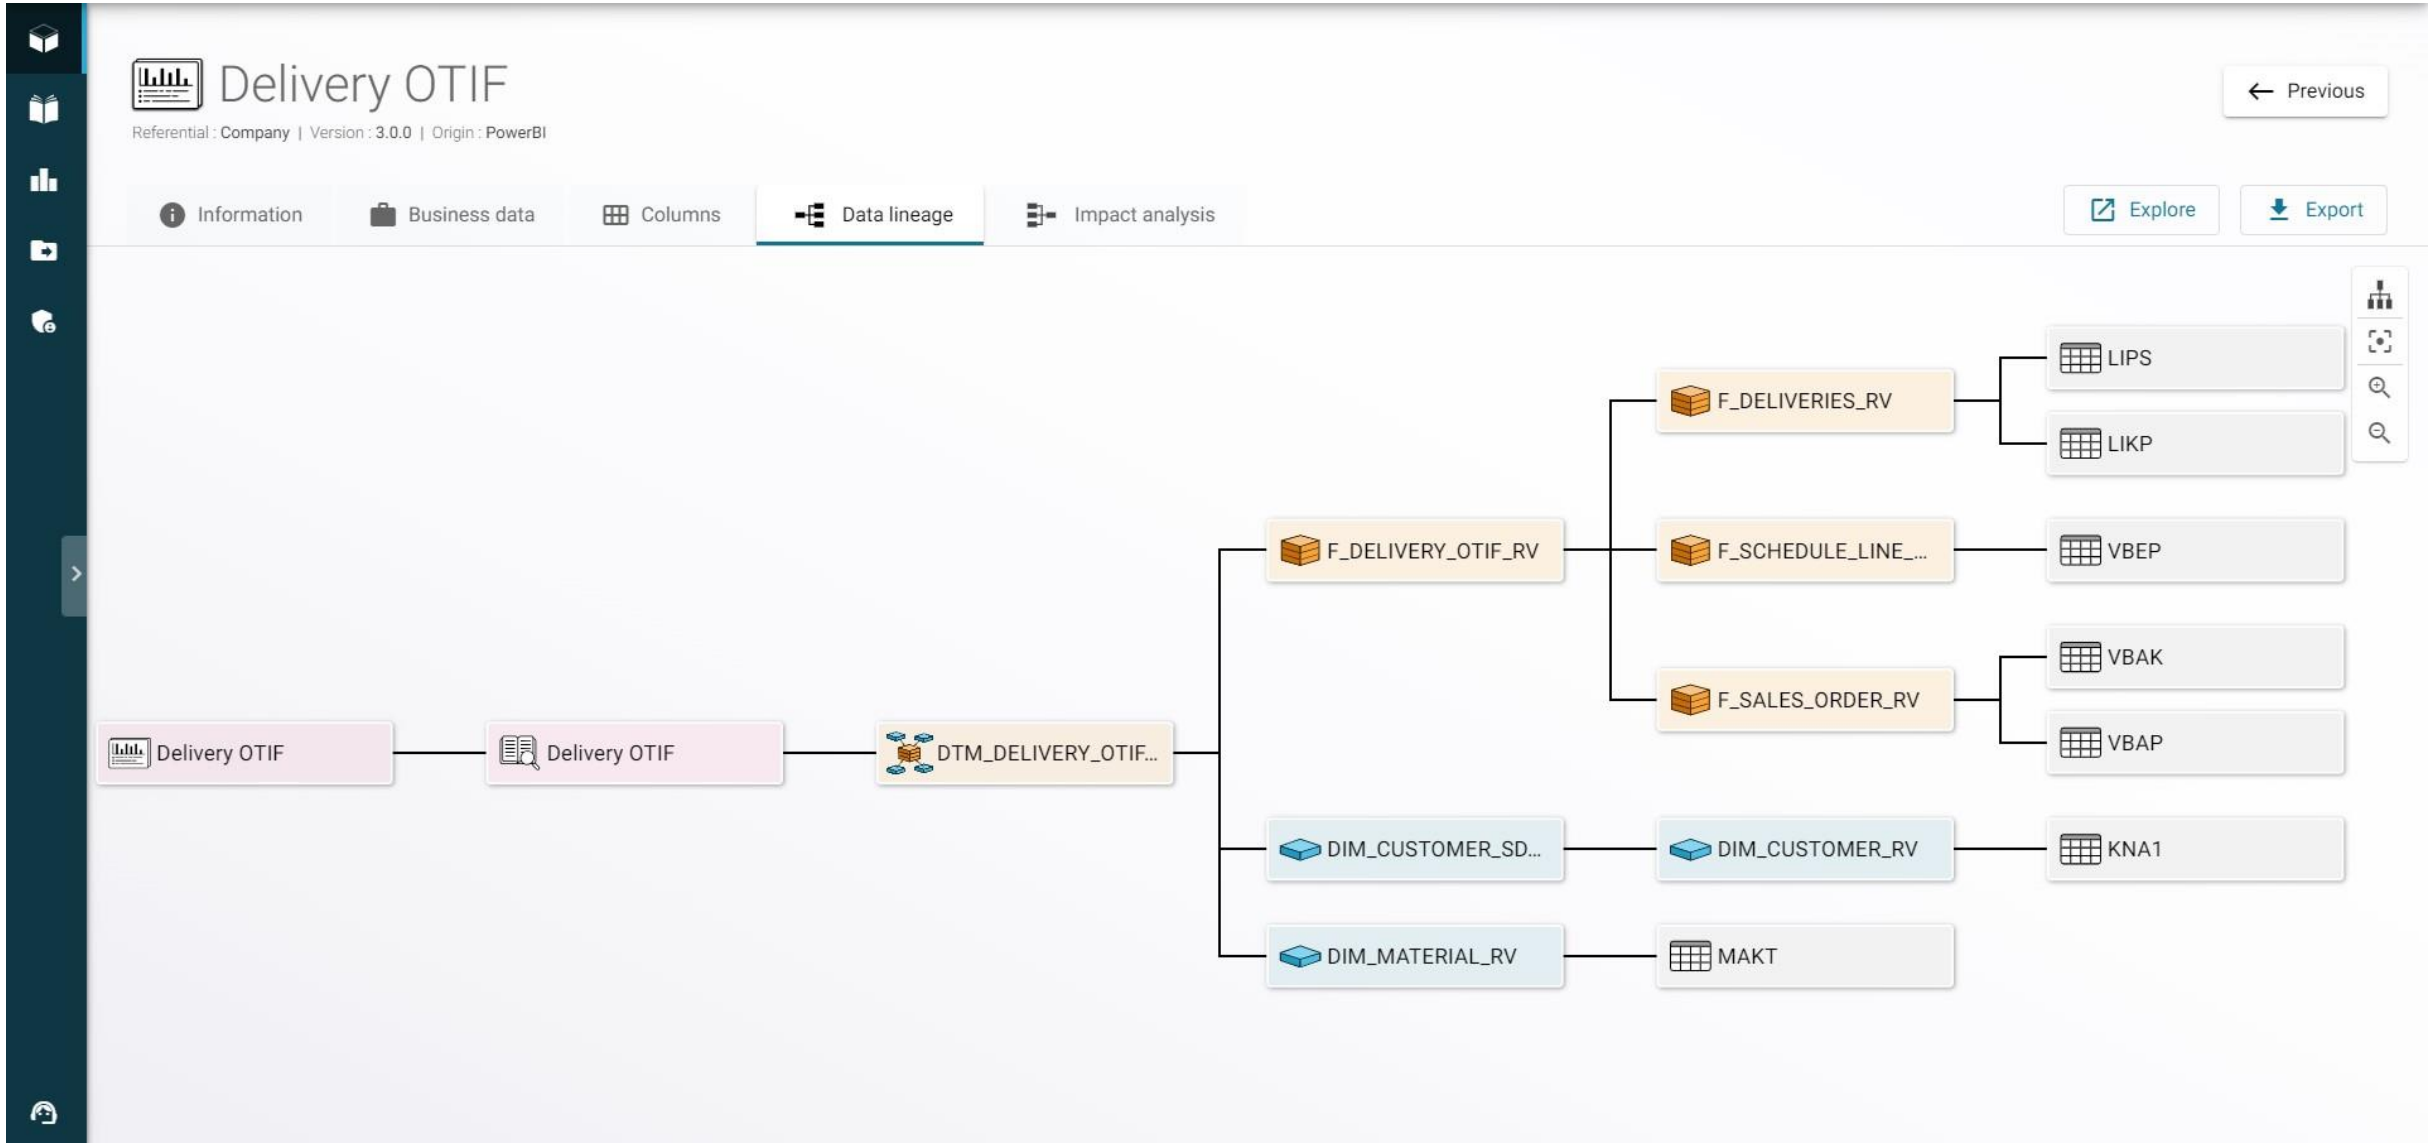 Delivery OTIF
Referential : Company | Version : 3.0.0 | Origin : PowerBI
Previous
Information
Business data
Columns
Data lineage
Impact analysis
Explore
Export
LIPS
F_DELIVERIES_RV
LIKP
F_DELIVERY_OTIF_RV
F_SCHEDULE_LINE_...
VBEP
VBAK
F_SALES_ORDER_RV
VBAP
Delivery OTIF
Delivery OTIF
DTM_DELIVERY_OTIF...
DIM_CUSTOMER_SD...
DIM_CUSTOMER_RV
KNA1
DIM_MATERIAL_RV
MAKT